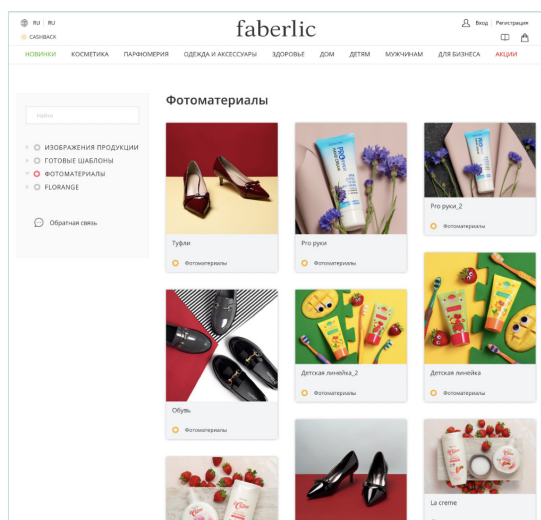 RU RU
faberlic
Вход Регистрация
CASHBACK
НОВИНКИ КОСМЕТИКА ПАРФЮМЕРИЯ ОДЕЖДА И АКСЕССУАРЫ ЗДОРОВЬЕ ДОМ ДЕТЯМ МУЖЧИНАМ ДЛЯ БИЗНЕСА АКЦИИ
Фотоматериалы
Найти
ИЗОБРАЖЕНИЯ ПРОДУКЦИИ
ГОТОВЫЕ ШАБЛОНЫ
ФОТОМАТЕРИАЛЫ
FLORANGE
Обратная связь
PRO
PRO
Pro руки_2
Фотоматериалы
Туфли
Фотоматериалы
Pro руки
Фотоматериалы
Детская линейка_2
Фотоматериалы
Детская линейка
Фотоматериалы
Обувь
Фотоматериалы
La creme